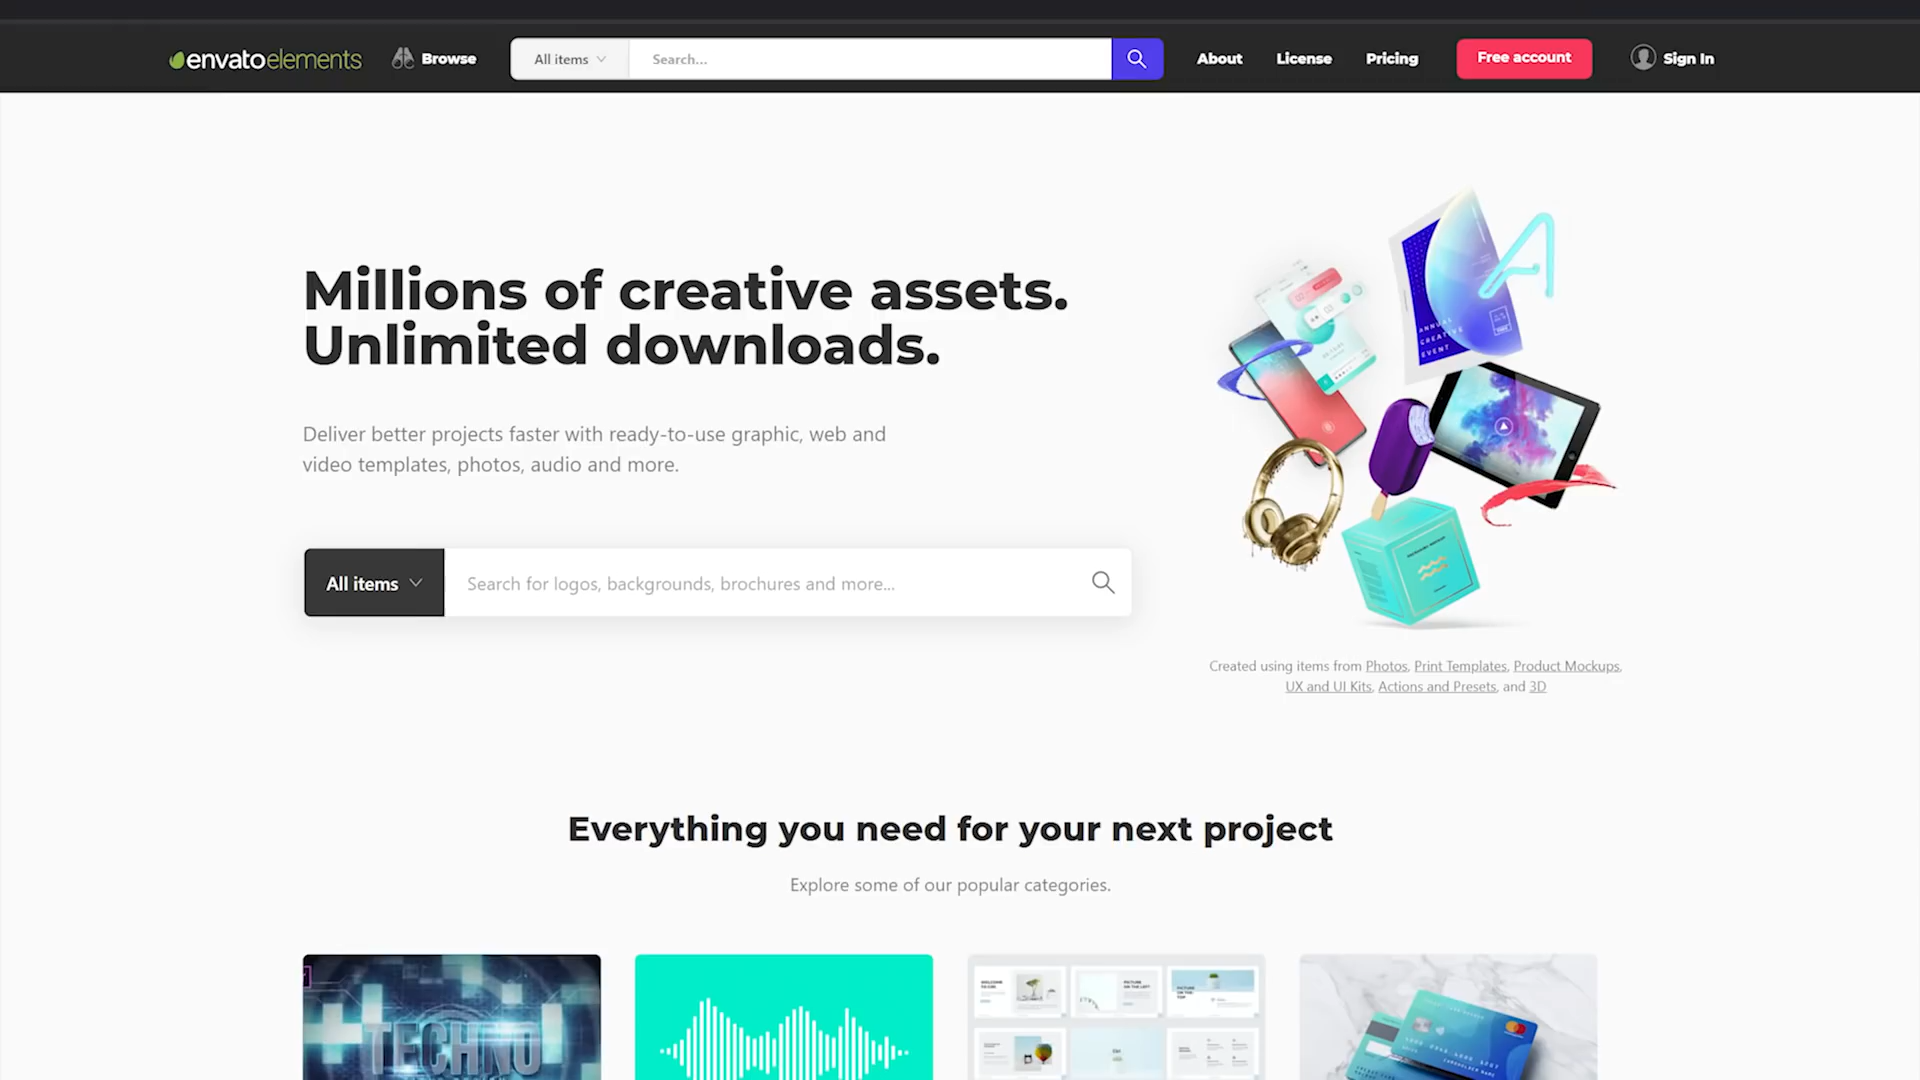 envatoelements
Browse
All items
Search...
About
License
Pricing
Free account
Sign In
Millions of creative assets.
Unlimited downloads.
Deliver better projects faster with ready-to-use graphic, web and
video templates, photos, audio and more.
All items
Search for logos, backgrounds, brochures and more...
ANNUAL
CREATIVE
EVENT
Created using items from Photos, Print Templates, Product Mockups,
UX and UI Kits, Actions and Presets, and 3D
Everything you need for your next project
Explore some of our popular categories.
TECHNO